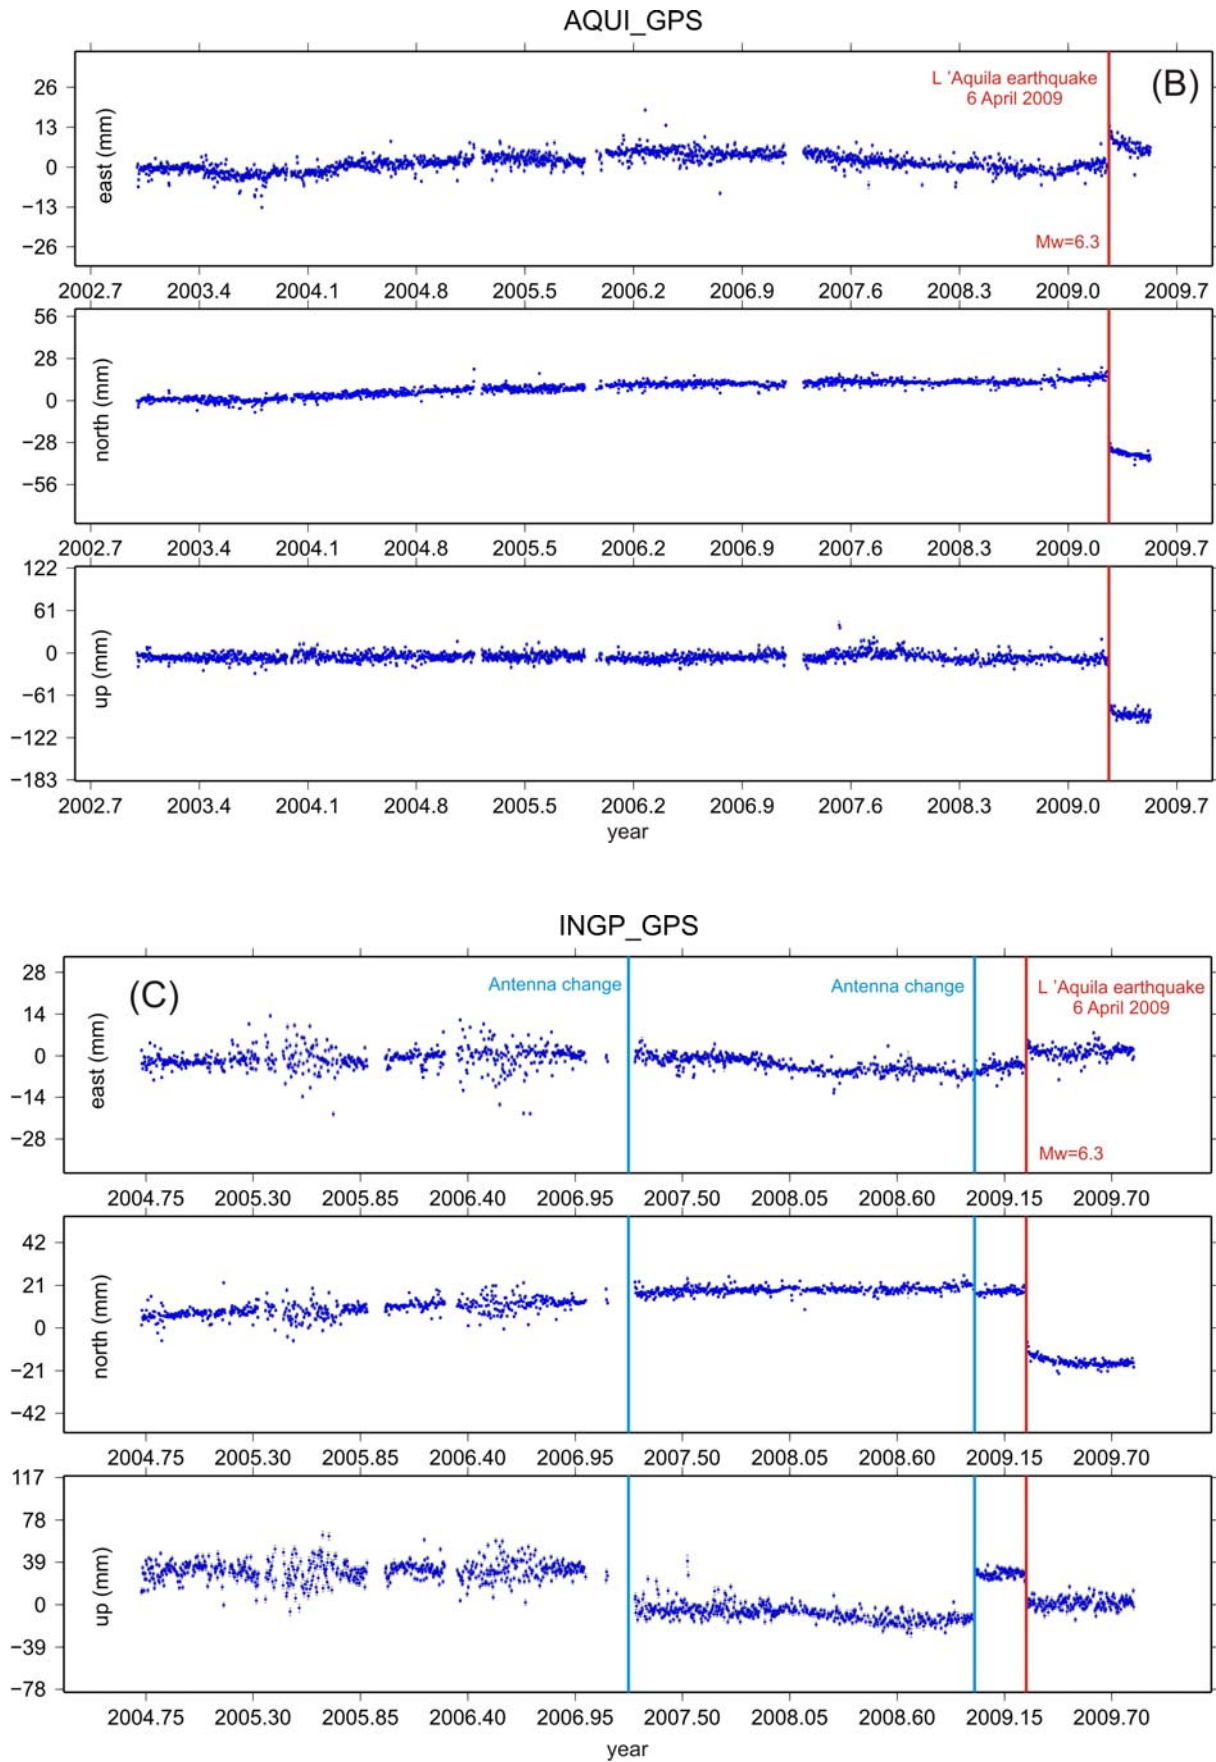 AQUI_GPS
(B)
L 'Aquila earthquake
6 April 2009
Mw=6.3
east (mm)
26
13
0
−13
−26
2002.7 2003.4 2004.1 2004.8 2005.5 2006.2 2006.9 2007.6 2008.3 2009.0 2009.7
north (mm)
56
28
0
−28
−56
2002.7 2003.4 2004.1 2004.8 2005.5 2006.2 2006.9 2007.6 2008.3 2009.0 2009.7
up (mm)
122
61
0
−61
−122
−183
2002.7 2003.4 2004.1 2004.8 2005.5 2006.2 2006.9 2007.6 2008.3 2009.0 2009.7
year
INGP_GPS
(C)
Antenna change
Antenna change
L 'Aquila earthquake
6 April 2009
Mw=6.3
east (mm)
28
14
0
−14
−28
2004.75 2005.30 2005.85 2006.40 2006.95 2007.50 2008.05 2008.60 2009.15 2009.70
north (mm)
42
21
0
−21
−42
2004.75 2005.30 2005.85 2006.40 2006.95 2007.50 2008.05 2008.60 2009.15 2009.70
up (mm)
117
78
39
0
−39
−78
2004.75 2005.30 2005.85 2006.40 2006.95 2007.50 2008.05 2008.60 2009.15 2009.70
year